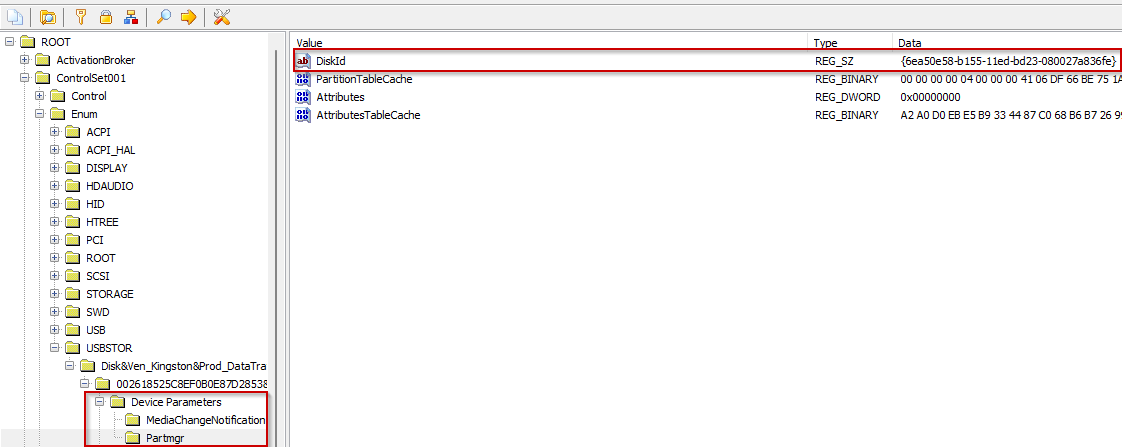 Value Type Data
ROOT
ActivationBroker
ControlSet001
Control
Enum
ACPI
ACPI_HAL
DISPLAY
HDAUDIO
HID
HTREE
PCI
ROOT
SCSI
STORAGE
SWD
USB
USBSTOR
Disk&Ven_Kingston&Prod_DataTra
002618525C8EF0B0E87D28538
Device Parameters
MediaChangeNotification
Partmgr
ab DiskId REG_SZ {6ea50e58-b155-11ed-bd23-080027a836fe}
PartitionTableCache REG_BINARY 00 00 00 00 04 00 00 00 41 06 DF 66 BE 75 1A
Attributes REG_DWORD 0x00000000
AttributesTableCache REG_BINARY A2 A0 D0 EB E5 B9 33 44 87 C0 68 B6 B7 26 99